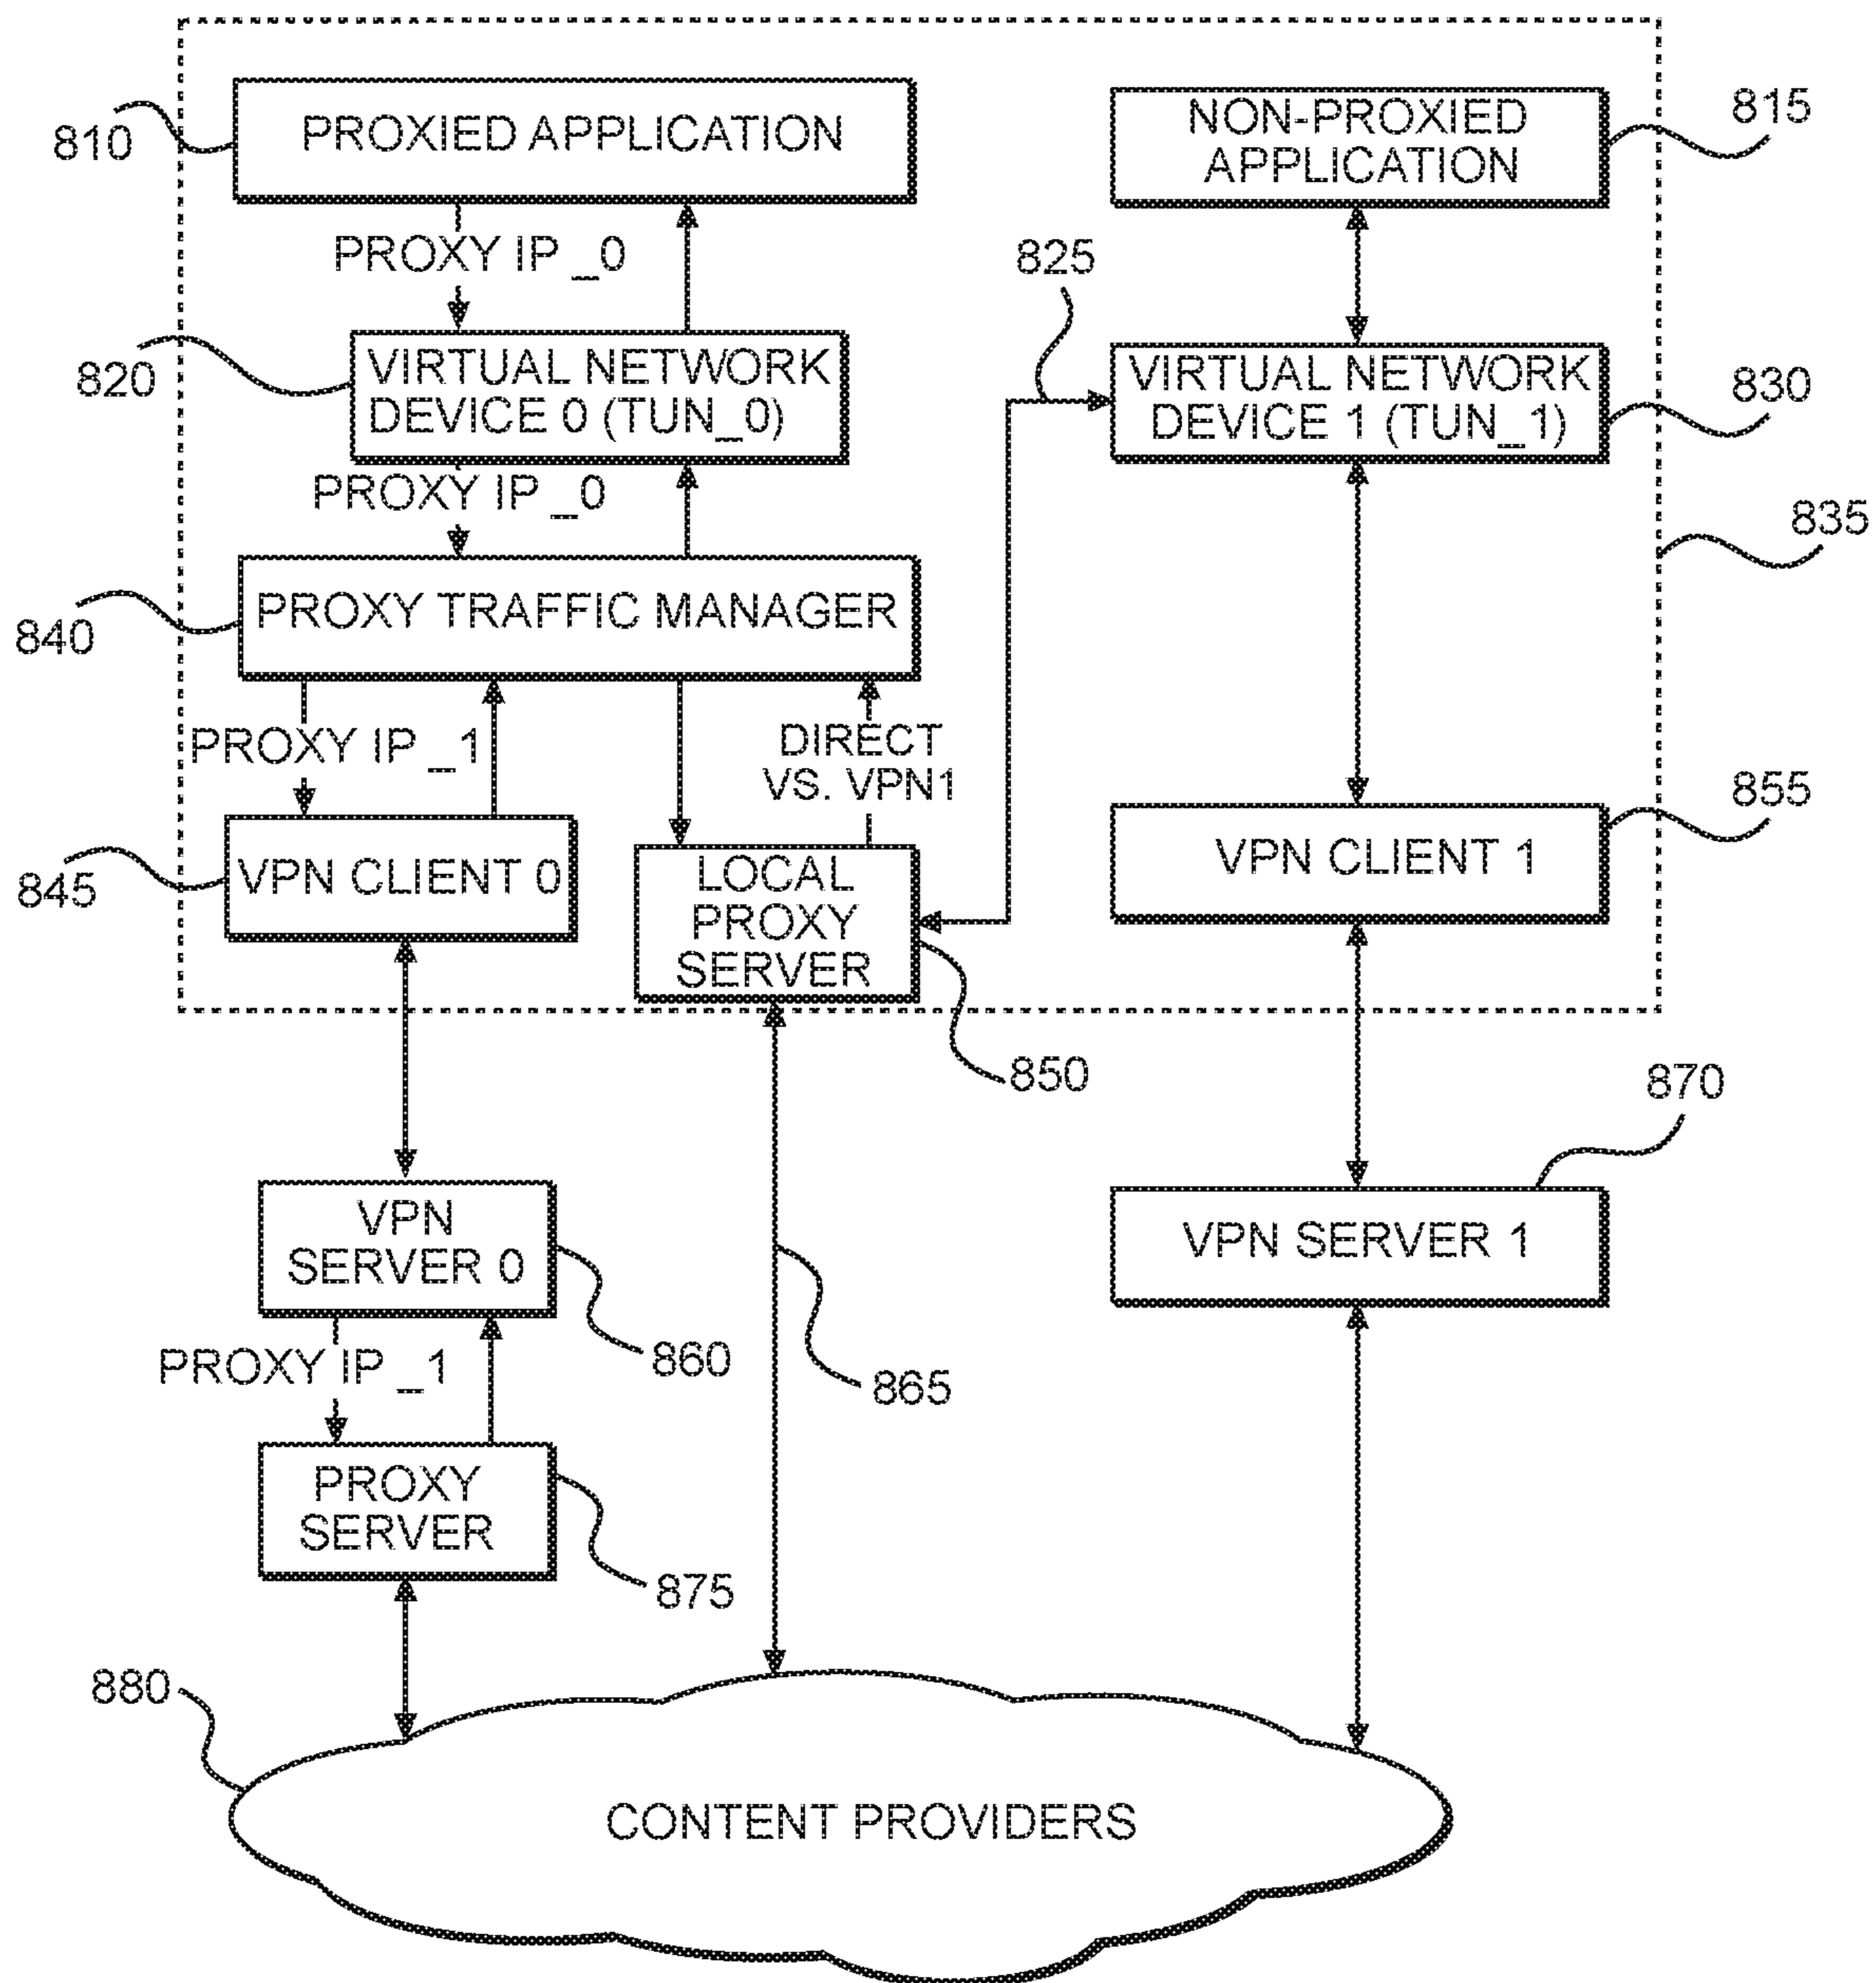 810
PROXIED APPLICATION
NON-PROXIED
APPLICATION
815
PROXY IP _0
825
820
VIRTUAL NETWORK
DEVICE 0 (TUN_0)
VIRTUAL NETWORK
DEVICE 1 (TUN_1)
830
PROXY IP _0
835
840
PROXY TRAFFIC MANAGER
PROXY IP _1
DIRECT
VS. VPN1
845
VPN CLIENT 0
LOCAL
PROXY
SERVER
VPN CLIENT 1
855
850
870
VPN
SERVER 0
VPN SERVER 1
PROXY IP _1
860
865
PROXY
SERVER
875
880
CONTENT PROVIDERS